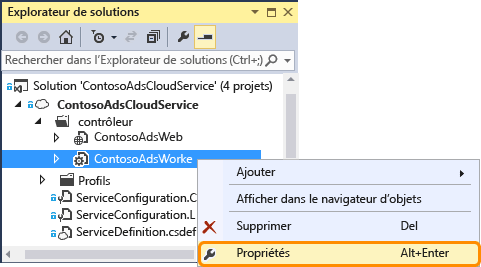 Explorateur de solutions
Rechercher dans l'Explorateur de solutions (Ctrl+;)
Solution 'ContosoAdsCloudService' (4 projets)
ContosoAdsCloudService
contrôleur
ContosoAdsWeb
ContosoAdsWorke
Ajouter
Profils
Afficher dans le navigateur d'objets
ServiceConfiguration.C
ServiceConfiguration.L
Supprimer Del
ServiceDefinition.csdef
Propriétés Alt+Enter